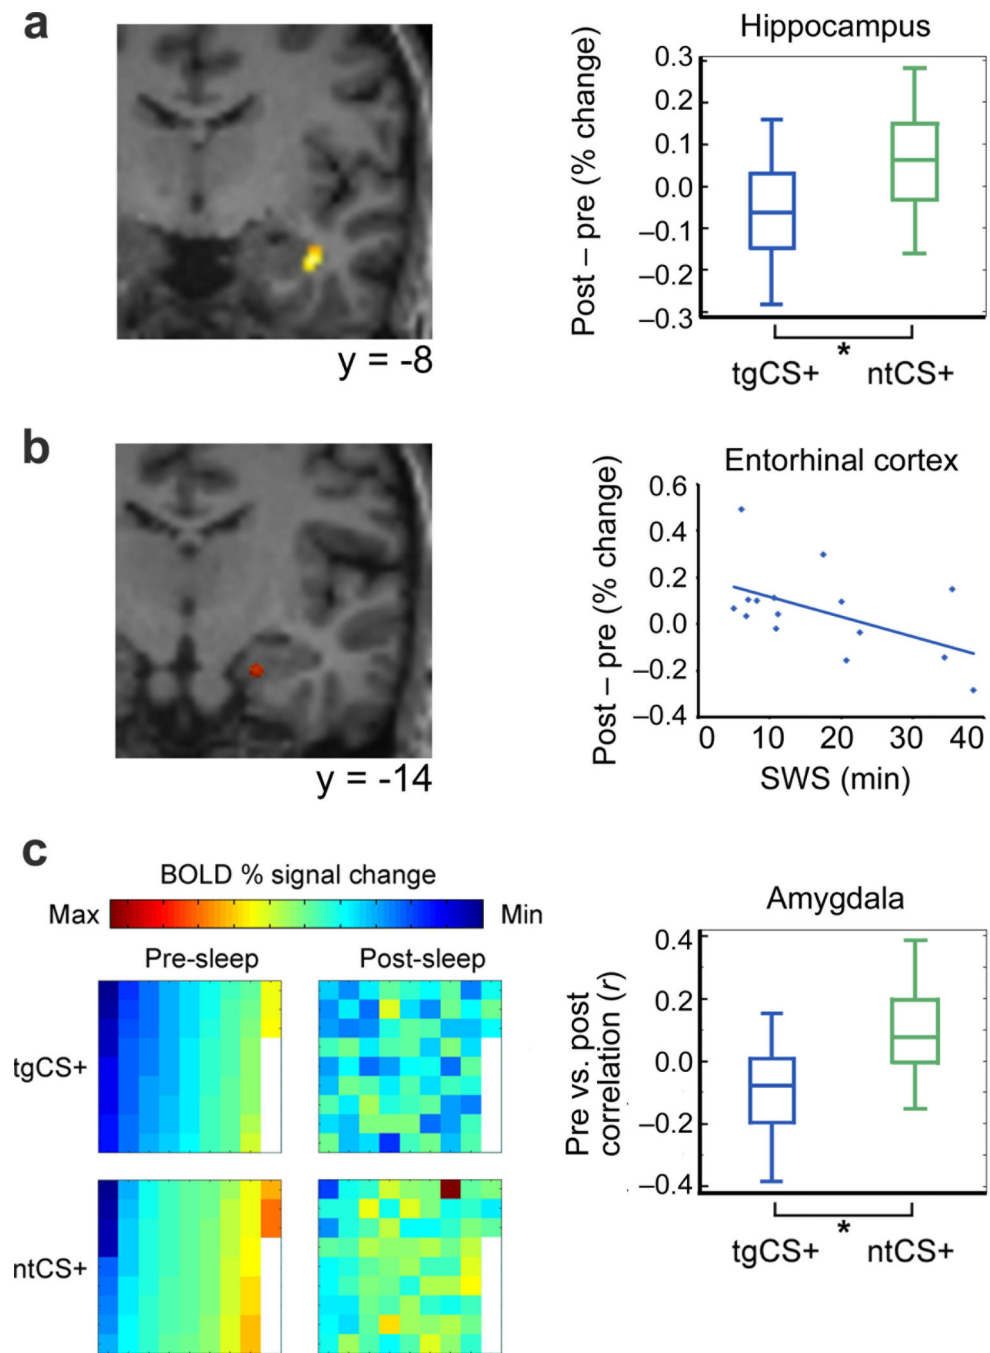 a
y = -8
Hippocampus
Post – pre (% change)
0.3
0.2
0.1
0.0
–0.1
–0.2
–0.3
*
tgCS+ ntCS+
b
y = -14
Entorhinal cortex
Post – pre (% change)
0.6
0.4
0.2
0.0
–0.2
–0.4
0 10 20 30 40
SWS (min)
c
BOLD % signal change
Max Min
Pre-sleep Post-sleep
tgCS+
ntCS+
Amygdala
Pre vs. post
correlation (r)
0.4
0.2
0.0
–0.2
–0.4
*
tgCS+ ntCS+